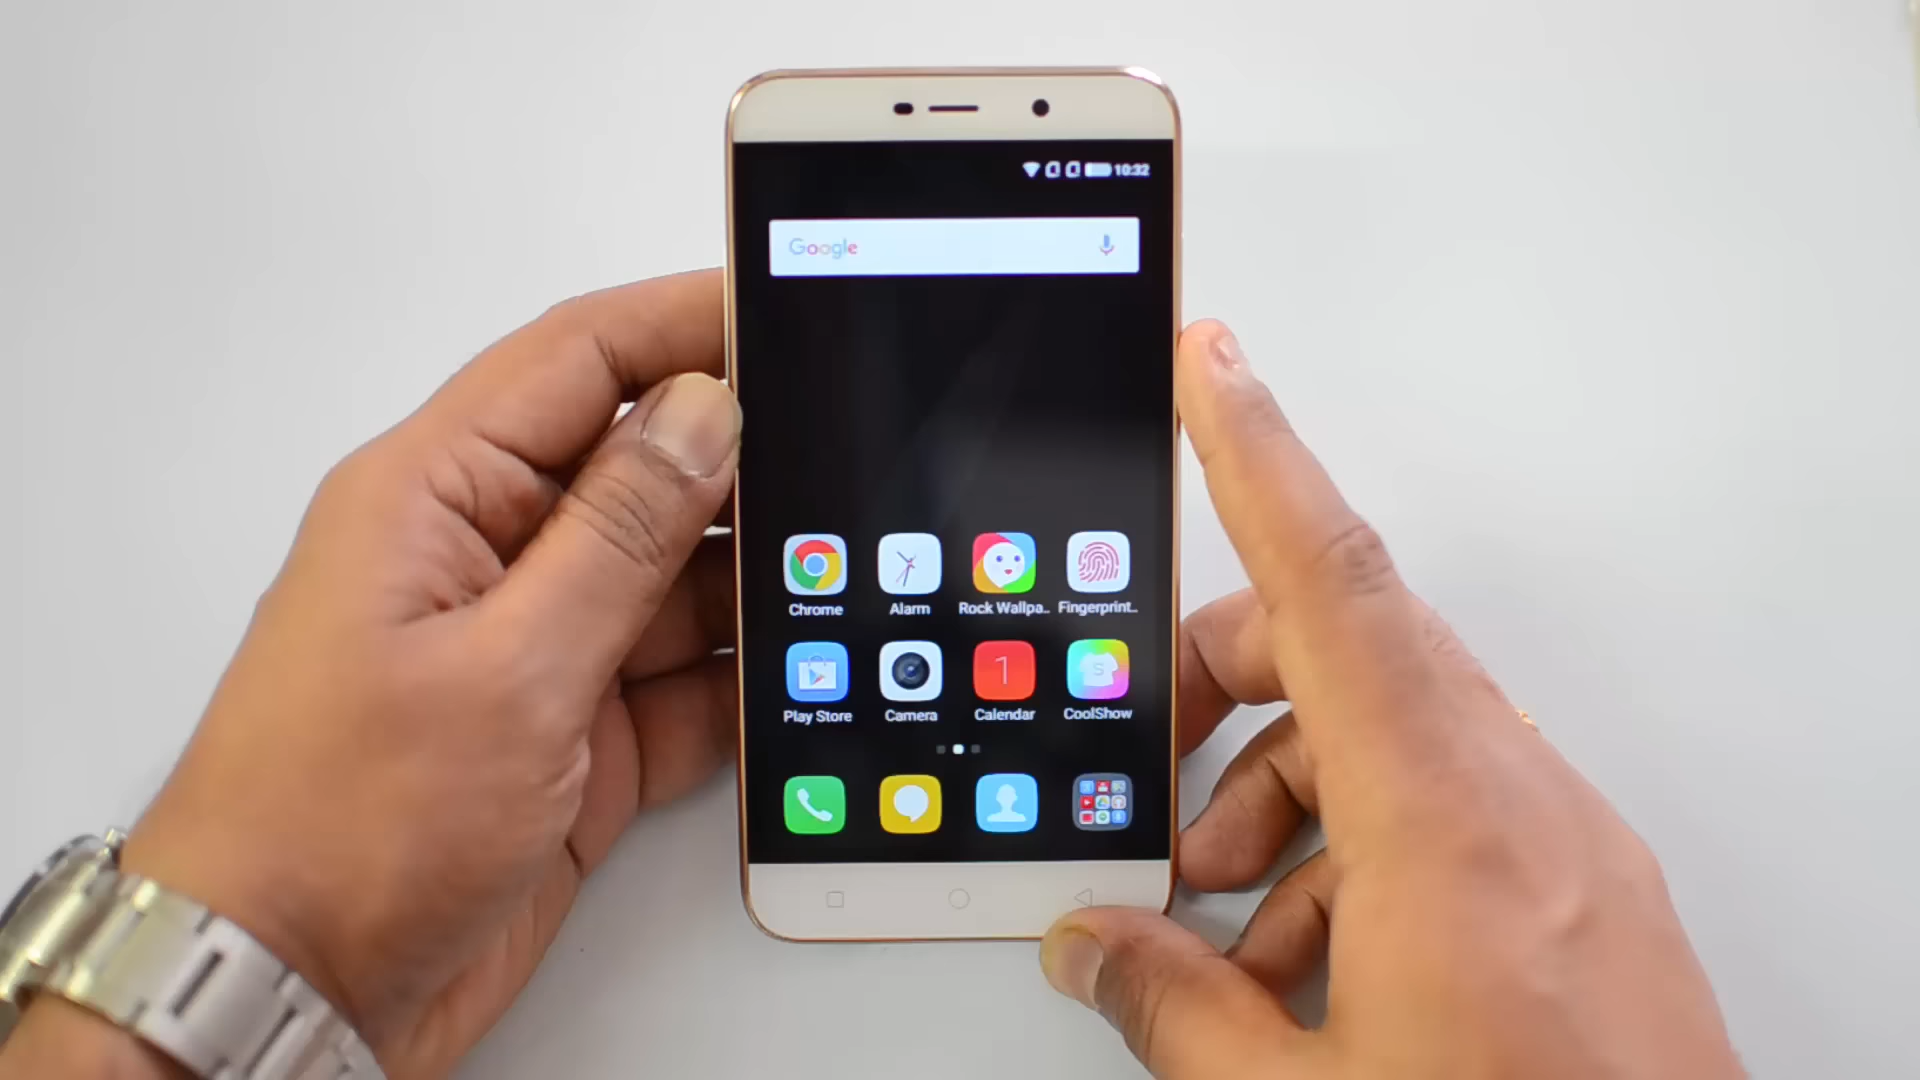 10:32
Google
Chrome Alarm Rock Wallpa.. Fingerprint..
1 S
Play Store Camera Calendar CoolShow